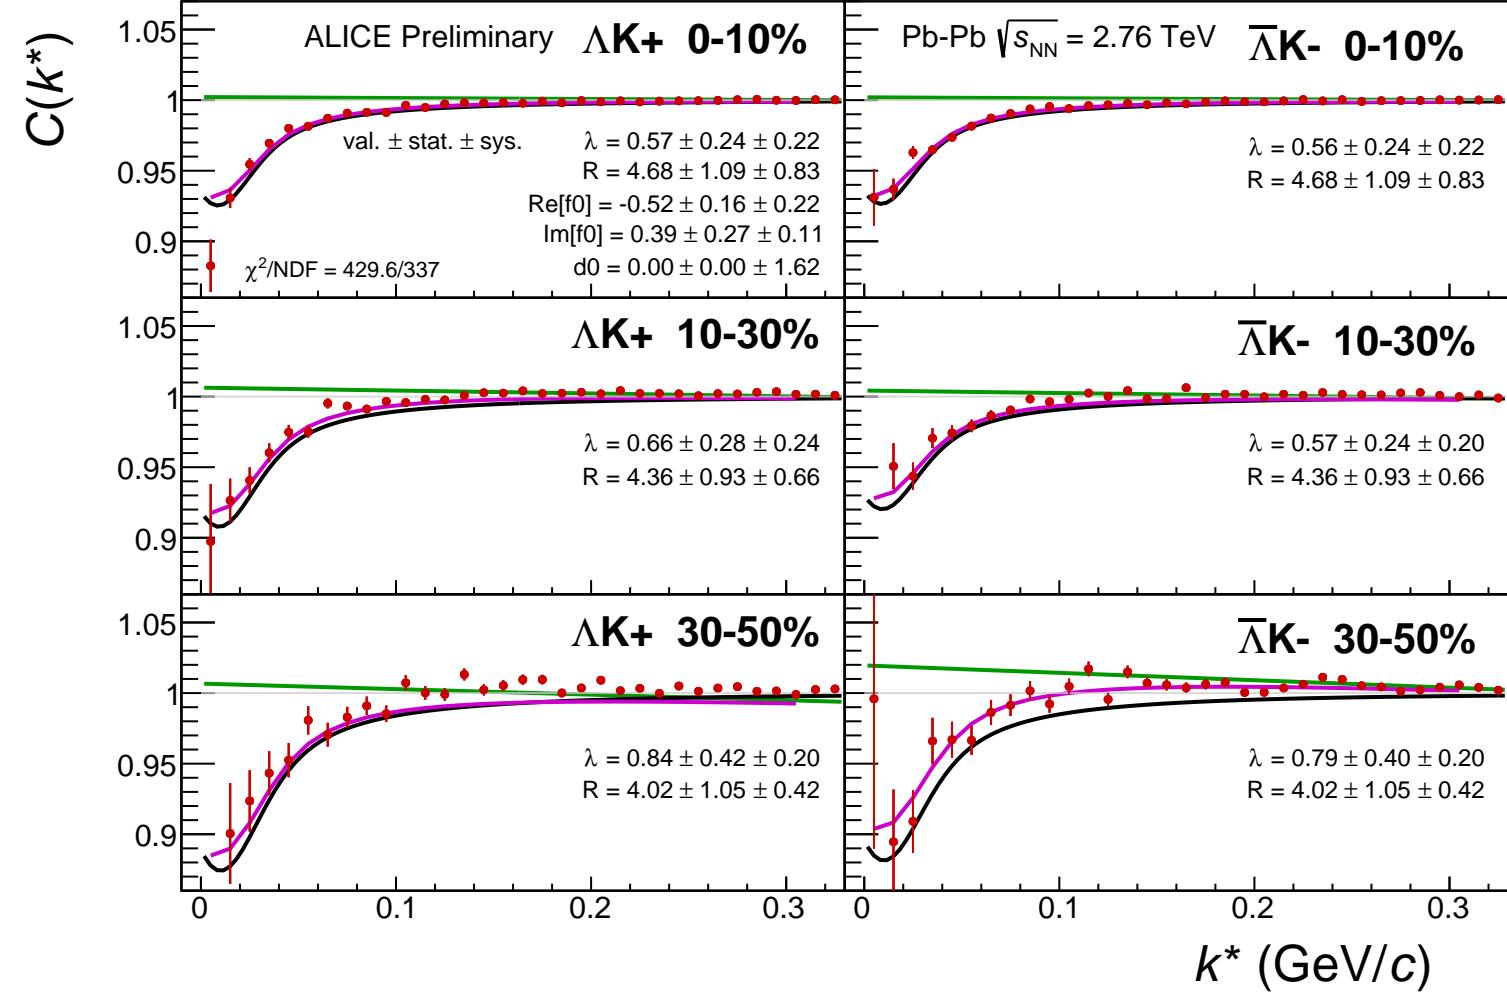 C(k*)
ALICE Preliminary ΛK+ 0-10%
val. ± stat. ± sys.
λ = 0.57 ± 0.24 ± 0.22
R = 4.68 ± 1.09 ± 0.83
Re[f0] = -0.52 ± 0.16 ± 0.22
Im[f0] = 0.39 ± 0.27 ± 0.11
d0 = 0.00 ± 0.00 ± 1.62
χ²/NDF = 429.6/337
1.05
1
0.95
0.9
Pb-Pb √sNN = 2.76 TeV Λ̅K- 0-10%
λ = 0.56 ± 0.24 ± 0.22
R = 4.68 ± 1.09 ± 0.83
ΛK+ 10-30%
λ = 0.66 ± 0.28 ± 0.24
R = 4.36 ± 0.93 ± 0.66
1.05
1
0.95
0.9
Λ̅K- 10-30%
λ = 0.57 ± 0.24 ± 0.20
R = 4.36 ± 0.93 ± 0.66
ΛK+ 30-50%
λ = 0.84 ± 0.42 ± 0.20
R = 4.02 ± 1.05 ± 0.42
1.05
1
0.95
0.9
Λ̅K- 30-50%
λ = 0.79 ± 0.40 ± 0.20
R = 4.02 ± 1.05 ± 0.42
0 0.1 0.2 0.3 0 0.1 0.2 0.3
k* (GeV/c)